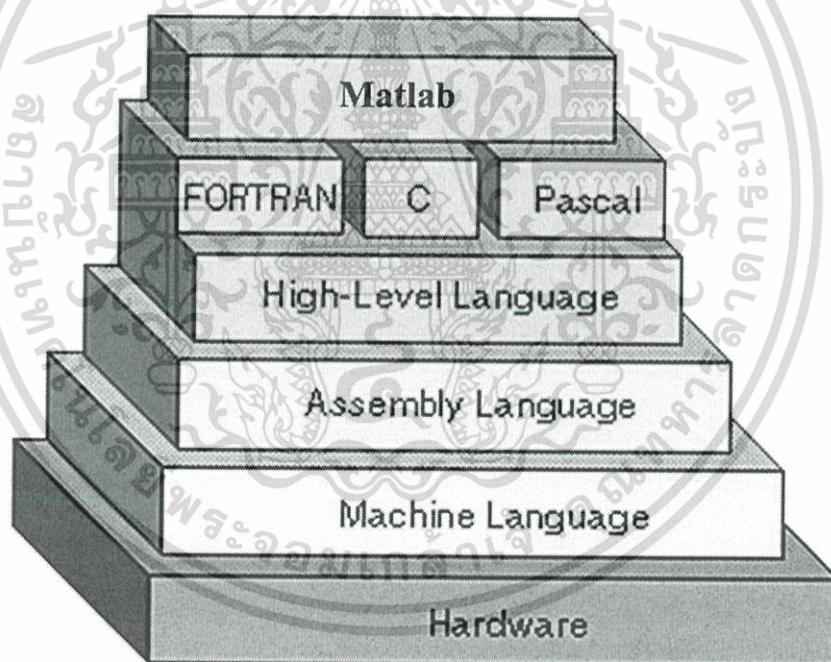 Matlab
FORTRAN C Pascal
High-Level Language
Assembly Language
Machine Language
Hardware